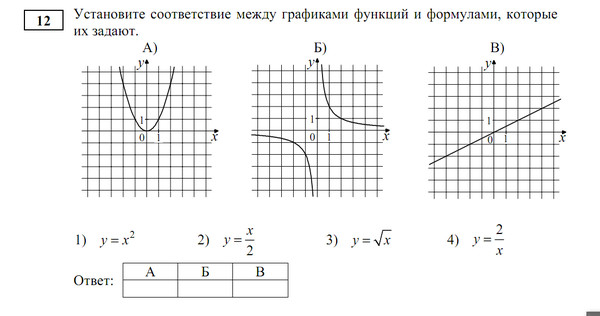 12
Установите соответствие между графиками функций и формулами, которые
их задают.
А) Б) В)
y y y
1 1 1
0 1 x 0 1 x 0 1 x
1) y = x² 2) y = x/2 3) y = √x 4) y = 2/x
Ответ:
А Б В